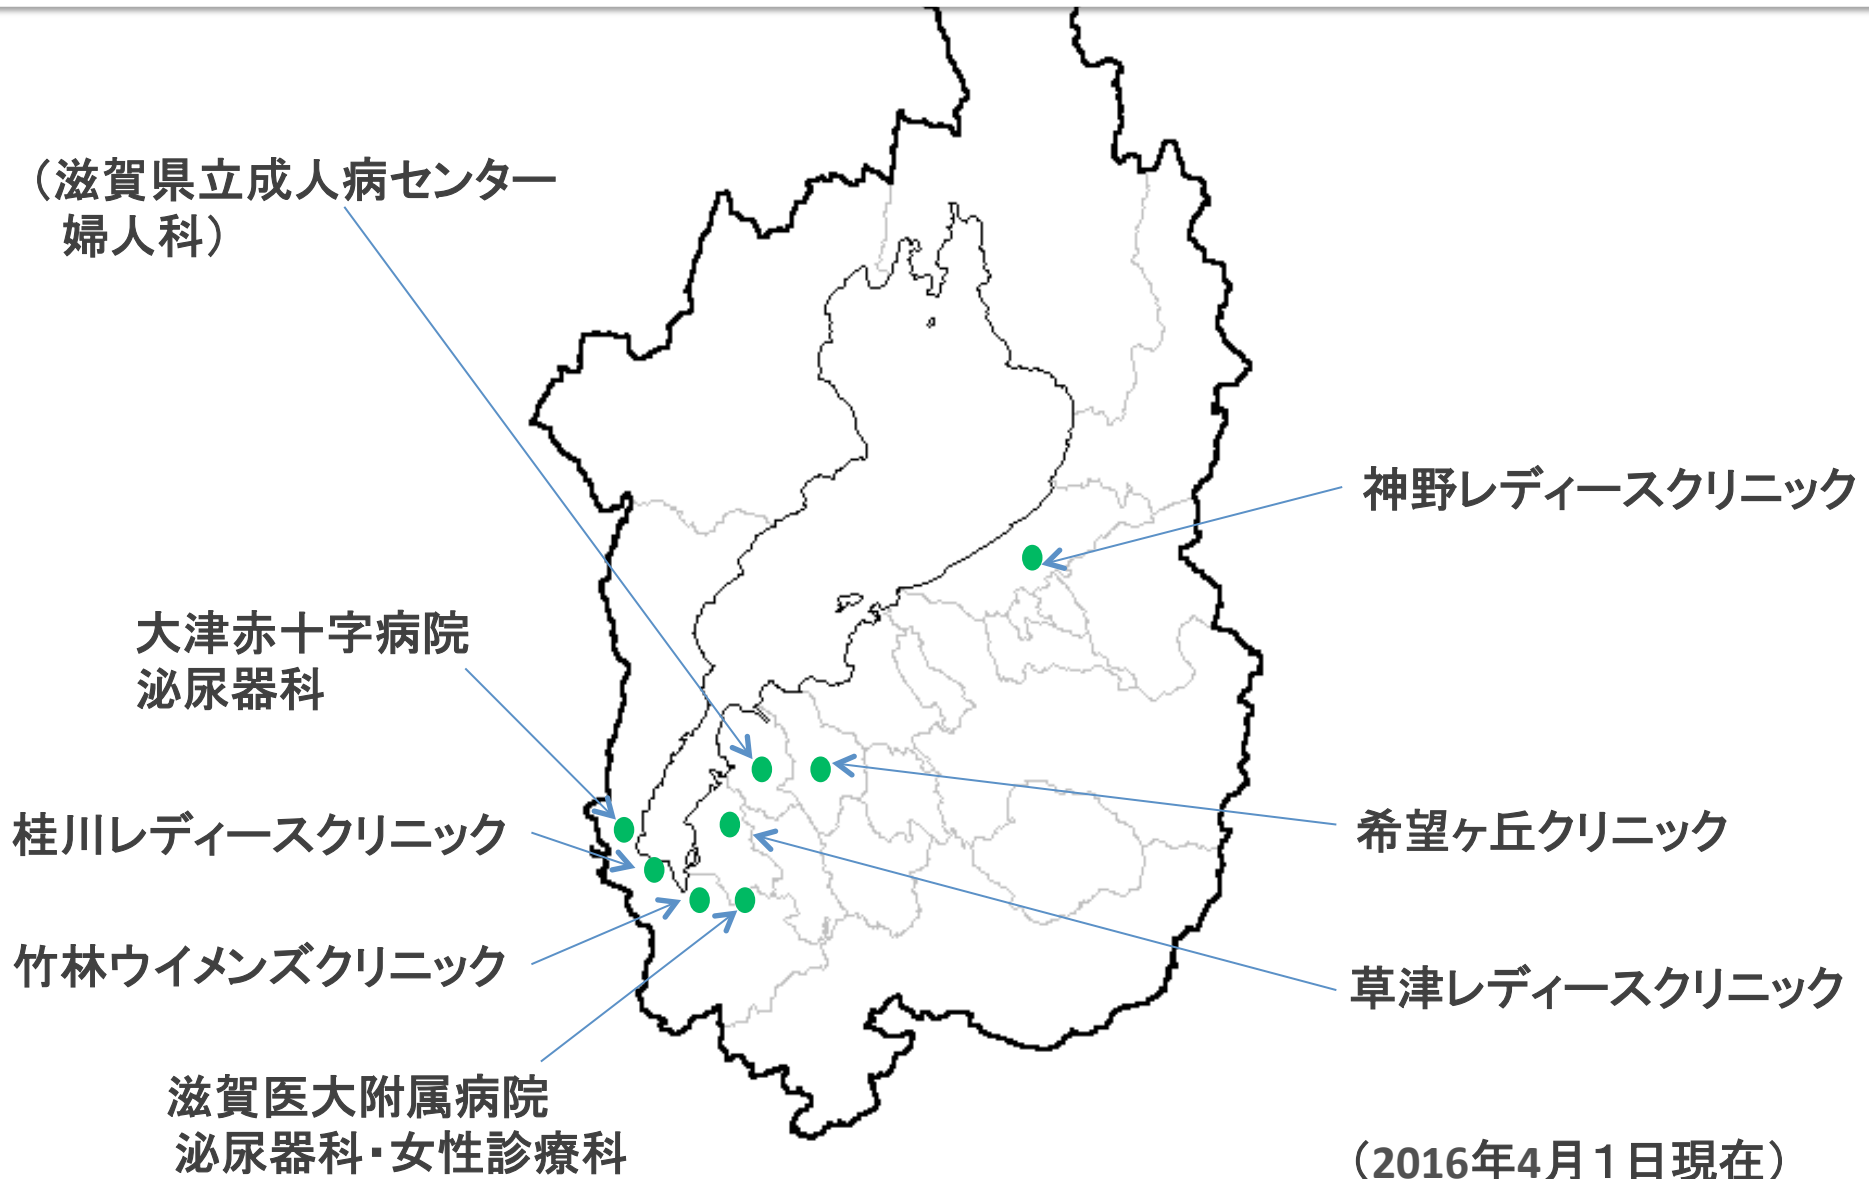 （滋賀県立成人病センター
婦人科）
神野レディースクリニック
大津赤十字病院
泌尿器科
桂川レディースクリニック
希望ヶ丘クリニック
竹林ウイメンズクリニック
草津レディースクリニック
滋賀医大附属病院
泌尿器科・女性診療科
（2016年4月１日現在）